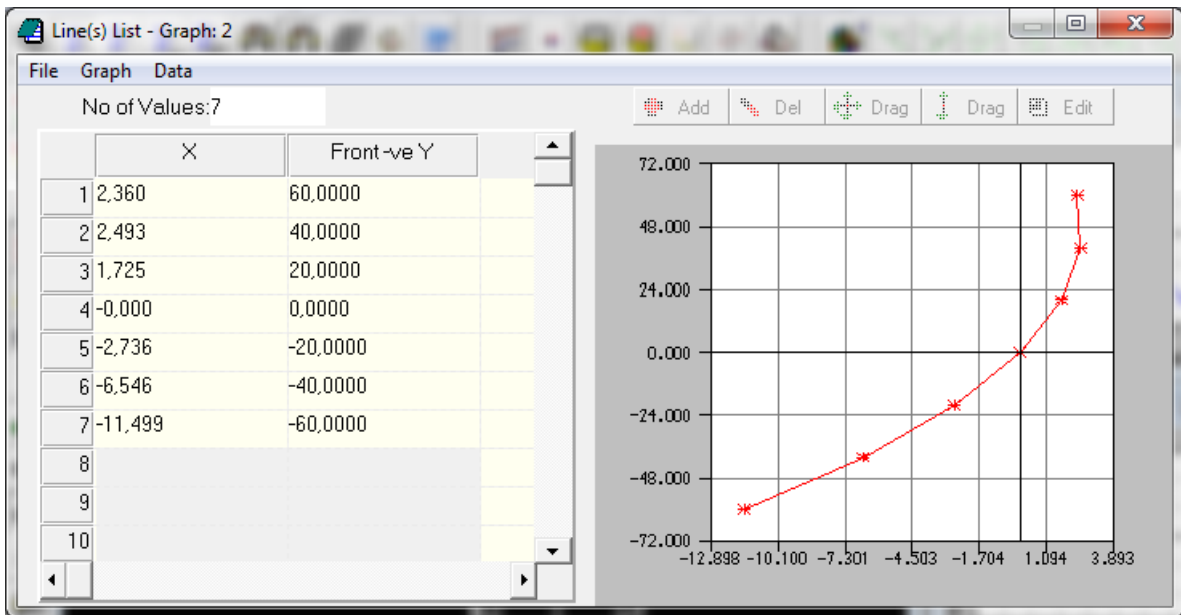 Line(s) List - Graph: 2
File Graph Data
No of Values:7
Add Del Drag Drag Edit
X Front-ve Y
1 2,360 60,0000
2 2,493 40,0000
3 1,725 20,0000
4 -0,000 0,0000
5 -2,736 -20,0000
6 -6,546 -40,0000
7 -11,499 -60,0000
8
9
10
72.000
48.000
24.000
0.000
-24.000
-48.000
-72.000
-12.898 -10.100 -7.301 -4.503 -1.704 1.094 3.893